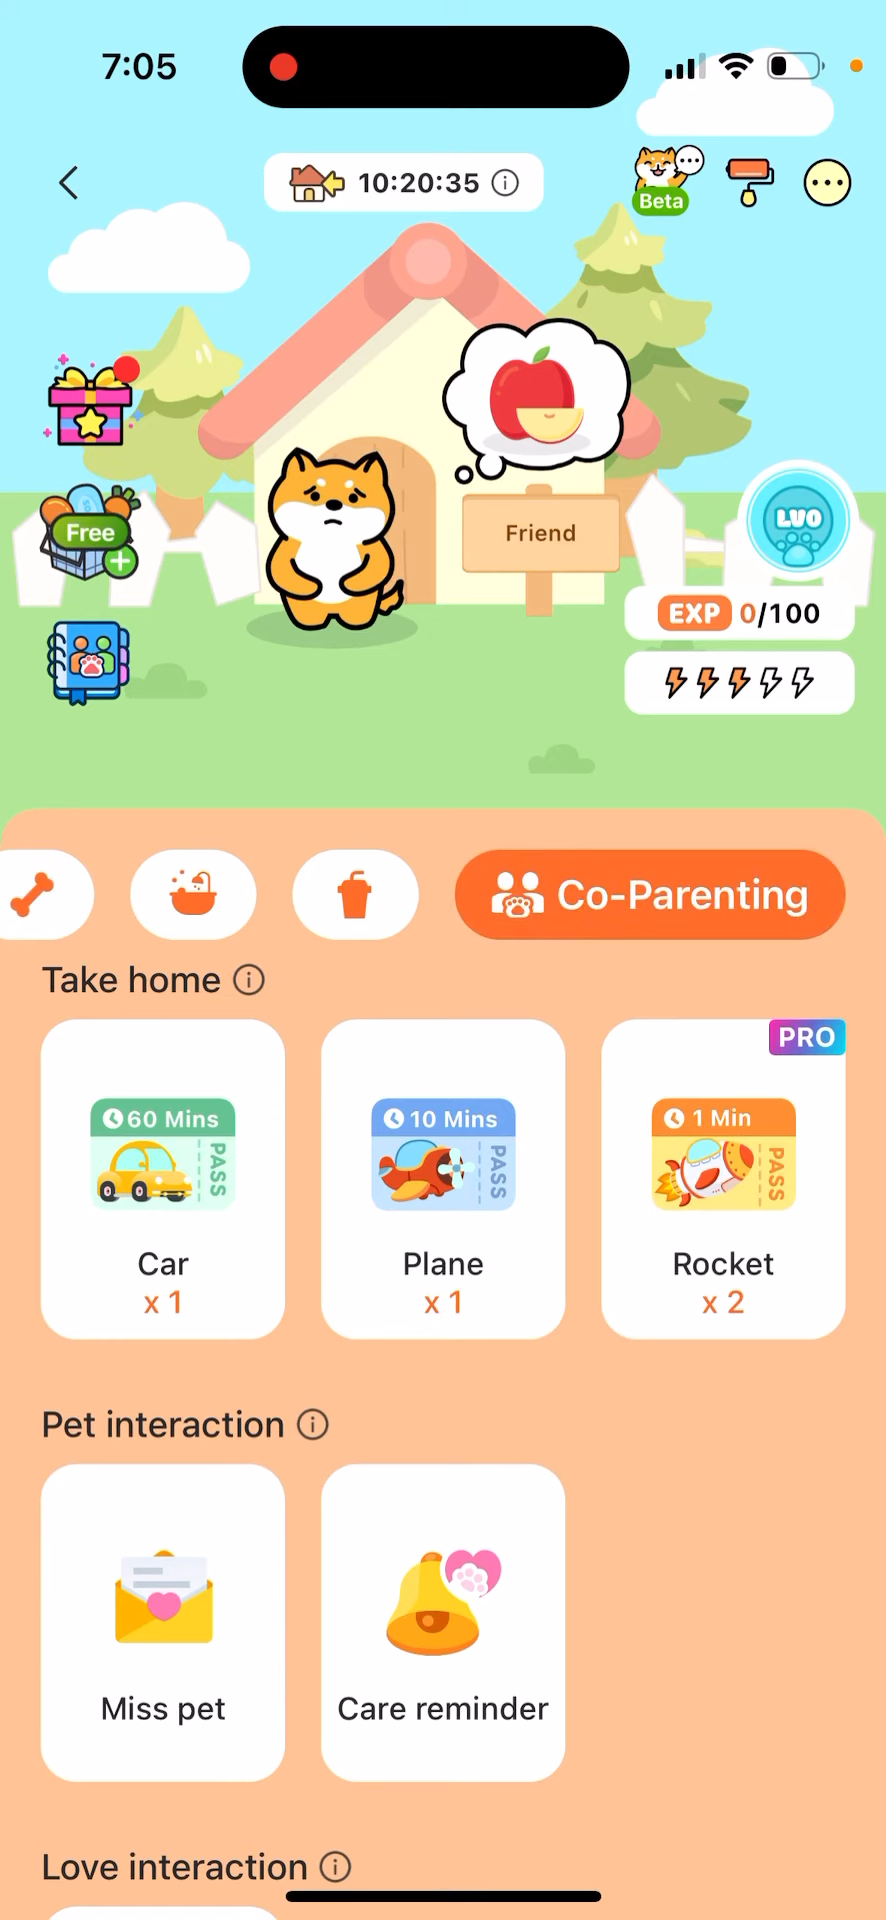 7:05
10:20:35
Beta
Free
Friend
LV0
EXP 0/100
Co-Parenting
Take home
PRO
60 Mins
PASS
10 Mins
PASS
1 Min
PASS
Car
Plane
Rocket
x 1
x 1
x 2
Pet interaction
Miss pet
Care reminder
Love interaction